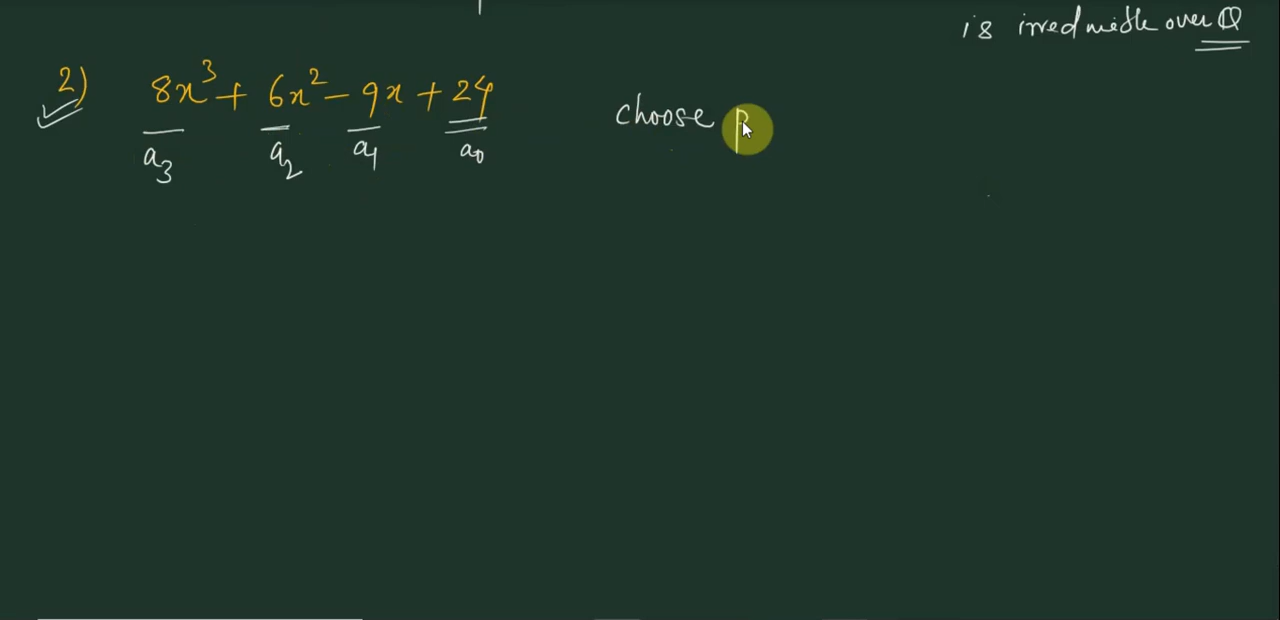 is irreducible over Q
2) 8x³ + 6x² - 9x + 24 choose p
a₃ a₂ a₁ a₀